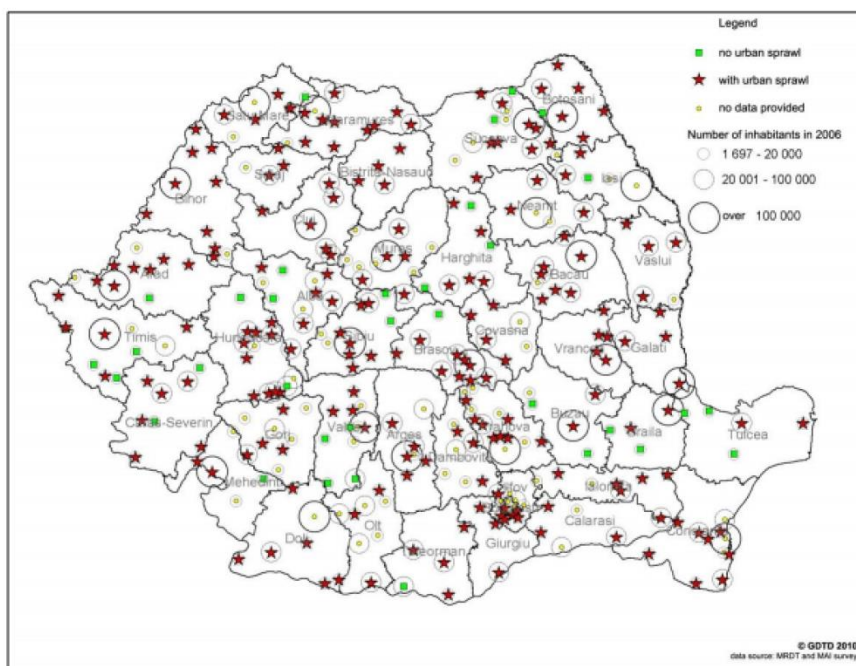 Legend
no urban sprawl
with urban sprawl
no data provided
Number of inhabitants in 2006
1 697 - 20 000
20 001 - 100 000
over 100 000
Botosani
Satu Mare
Maramures
Suceava
Iasi
Salaj
Bistrita-Nasaud
Bihor
Neamt
Cluj
Mures
Harghita
Bacau
Vaslui
Arad
Alba
Timis
Hunedoara
Sibiu
Brasov
Covasna
Vrancea
Galati
Caras-Severin
Gorj
Valcea
Arges
Prahova
Buzau
Braila
Tulcea
Dambovita
Mehedinti
Ilfov
Ialomita
Olt
Calarasi
Dolj
Giurgiu
Teleorman
© GDTD 2010
data source: MRDT and MAI survey